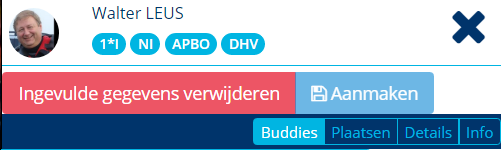 Walter LEUS
1*I NI APBO DHV
Ingevulde gegevens verwijderen Aanmaken
Buddies Plaatsen Details Info